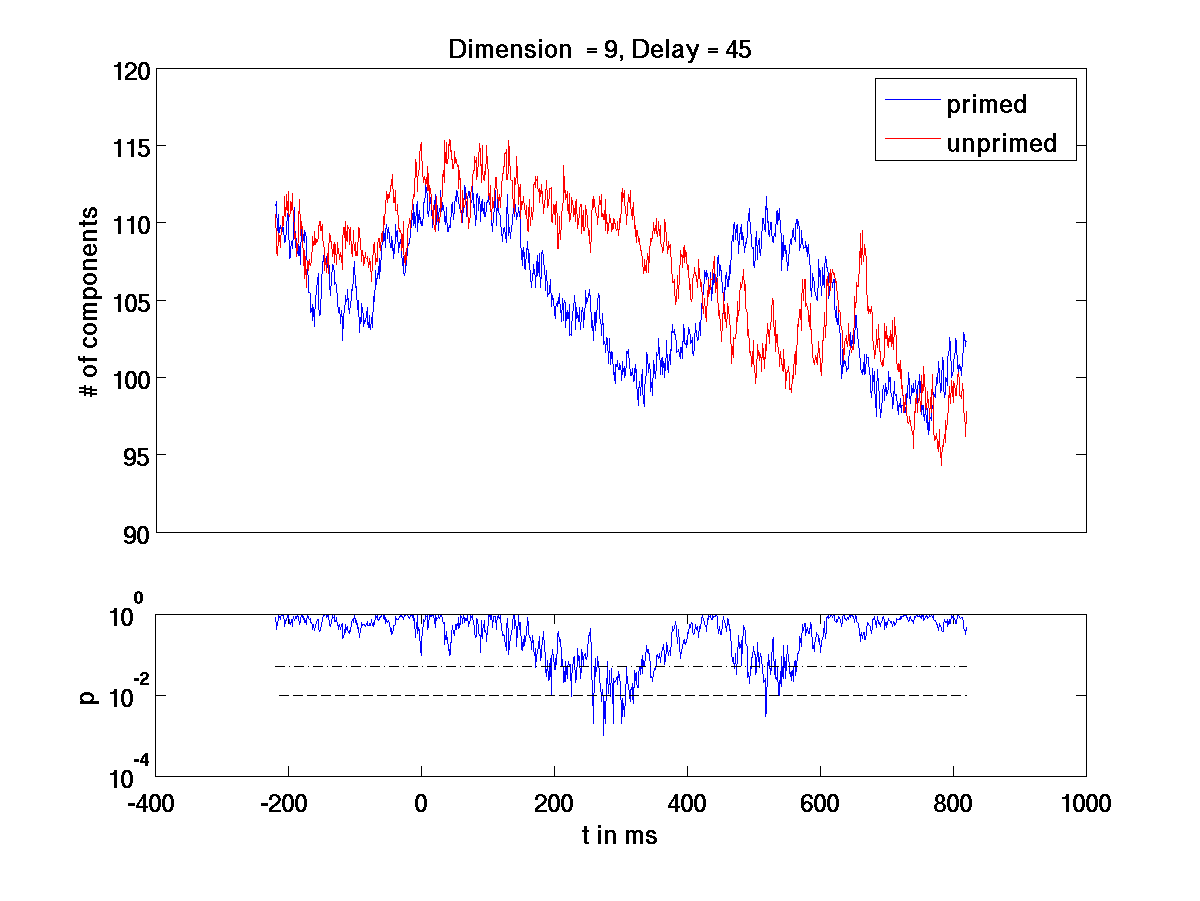 Dimension = 9, Delay = 45
120
115
110
105
100
95
90
# of components
primed
unprimed
10^0
10^-2
10^-4
p
-400 -200 0 200 400 600 800 1000
t in ms